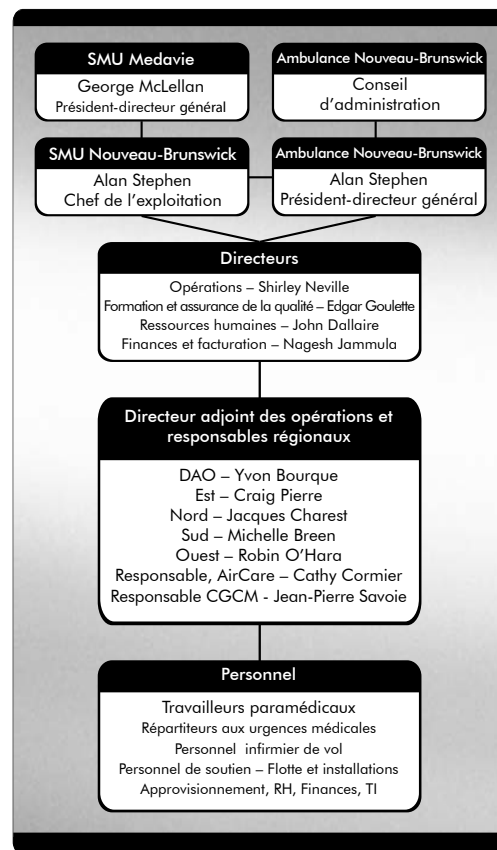 SMU Medavie
George McLellan
Président-directeur général
Ambulance Nouveau-Brunswick
Conseil
d'administration
SMU Nouveau-Brunswick
Alan Stephen
Chef de l'exploitation
Ambulance Nouveau-Brunswick
Alan Stephen
Président-directeur général
Directeurs
Opérations – Shirley Neville
Formation et assurance de la qualité – Edgar Goulette
Ressources humaines – John Dallaire
Finances et facturation – Nagesh Jammula
Directeur adjoint des opérations et
responsables régionaux
DAO – Yvon Bourque
Est – Craig Pierre
Nord – Jacques Charest
Sud – Michelle Breen
Ouest – Robin O'Hara
Responsable, AirCare – Cathy Cormier
Responsable CGCM - Jean-Pierre Savoie
Personnel
Travailleurs paramédicaux
Répartiteurs aux urgences médicales
Personnel infirmier de vol
Personnel de soutien – Flotte et installations
Approvisionnement, RH, Finances, TI